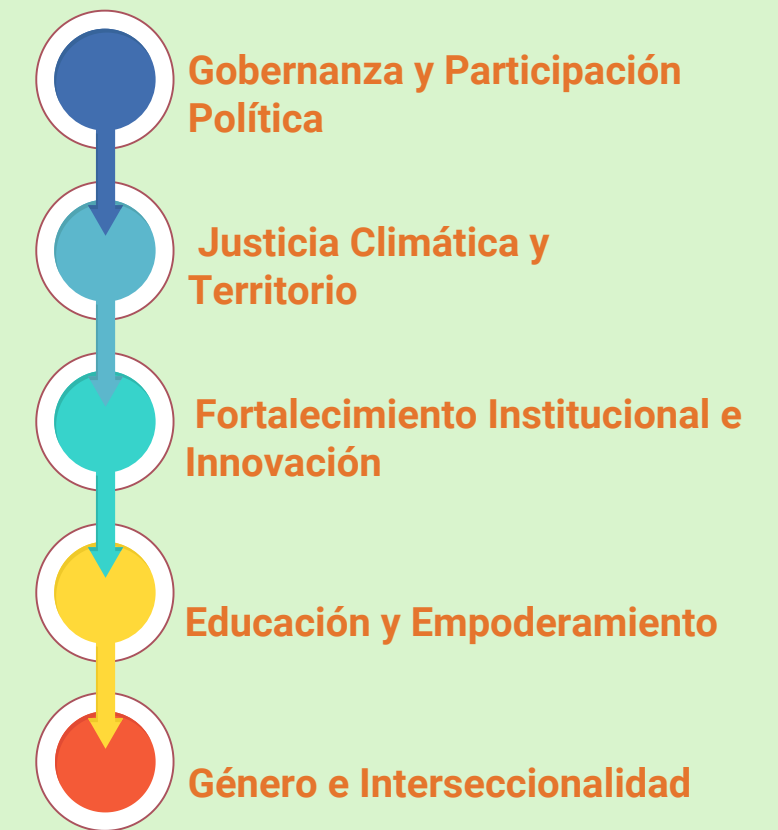 Gobernanza y Participación
Política
Justicia Climática y
Territorio
Fortalecimiento Institucional e
Innovación
Educación y Empoderamiento
Género e Interseccionalidad